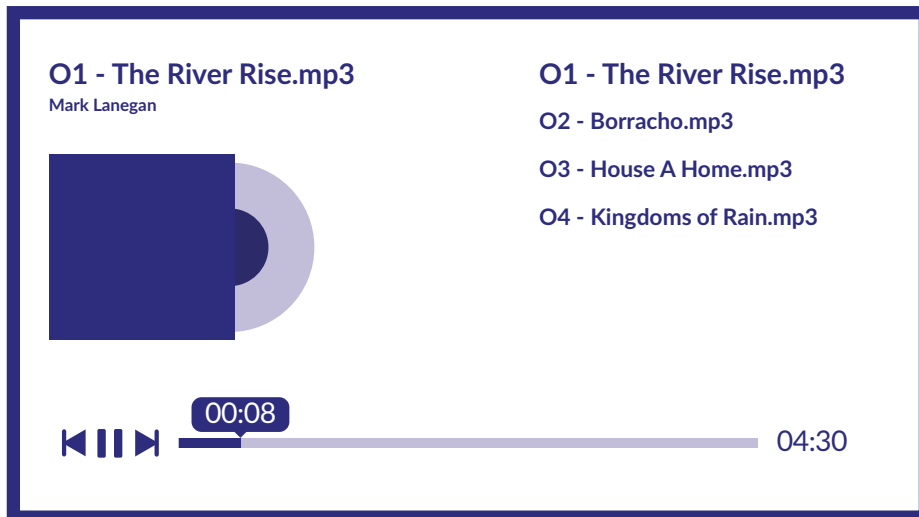 O1 - The River Rise.mp3
Mark Lanegan
O1 - The River Rise.mp3
O2 - Borracho.mp3
O3 - House A Home.mp3
O4 - Kingdoms of Rain.mp3
00:08
04:30